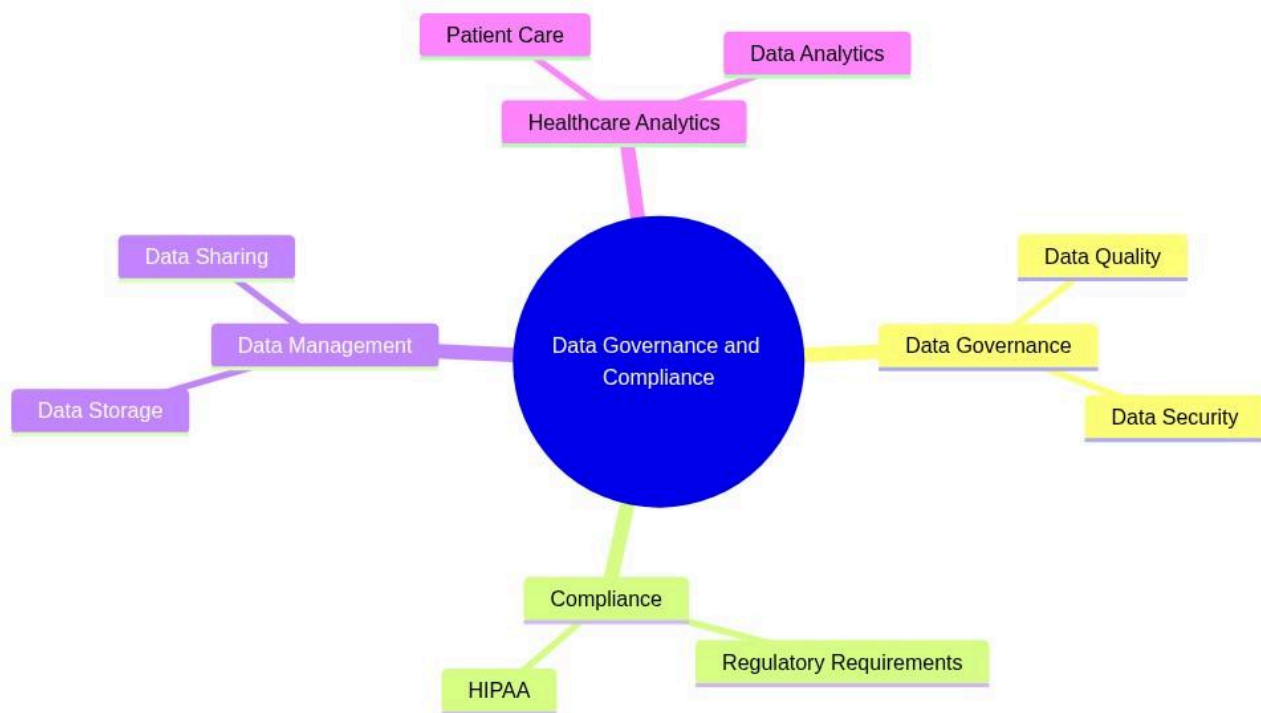 Patient Care
Data Analytics
Healthcare Analytics
Data Sharing
Data Quality
Data Management
Data Governance and
Compliance
Data Governance
Data Storage
Data Security
Compliance
Regulatory Requirements
HIPAA